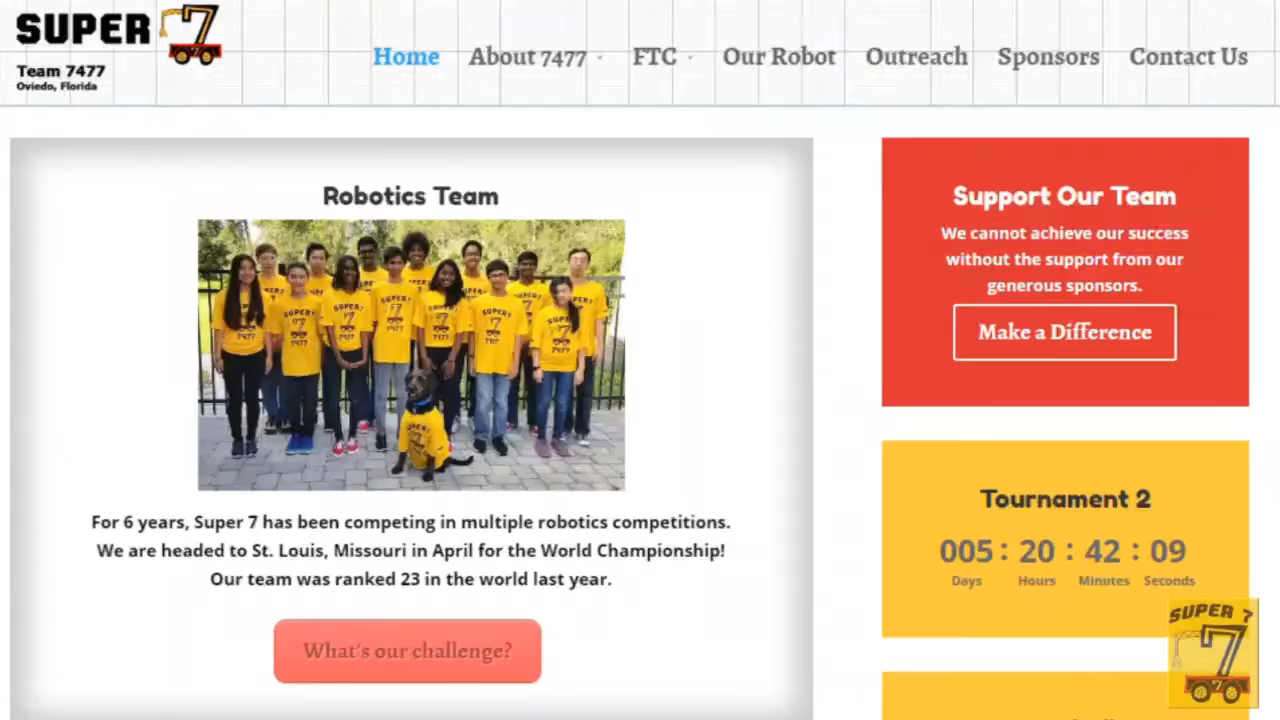 SUPER 7
Team 7477
Oviedo, Florida
Home About 7477 FTC Our Robot Outreach Sponsors Contact Us
Robotics Team
For 6 years, Super 7 has been competing in multiple robotics competitions.
We are headed to St. Louis, Missouri in April for the World Championship!
Our team was ranked 23 in the world last year.
What's our challenge?
Support Our Team
We cannot achieve our success
without the support from our
generous sponsors.
Make a Difference
Tournament 2
005 : 20 : 42 : 09
Days Hours Minutes Seconds
SUPER 7
7